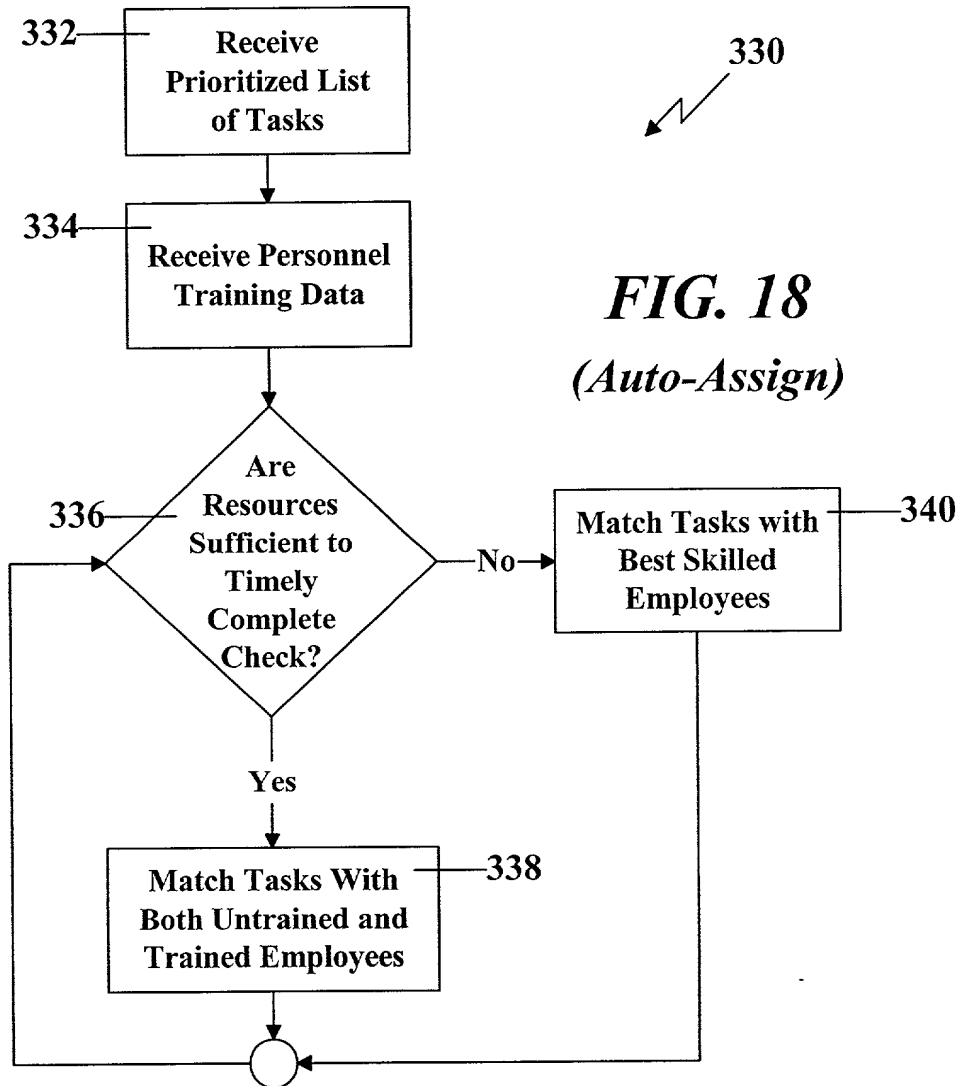 332
Receive
Prioritized List
of Tasks
330
334
Receive Personnel
Training Data
FIG. 18
(Auto-Assign)
336
Are
Resources
Sufficient to
Timely
Complete
Check?
No
340
Match Tasks with
Best Skilled
Employees
Yes
338
Match Tasks With
Both Untrained and
Trained Employees